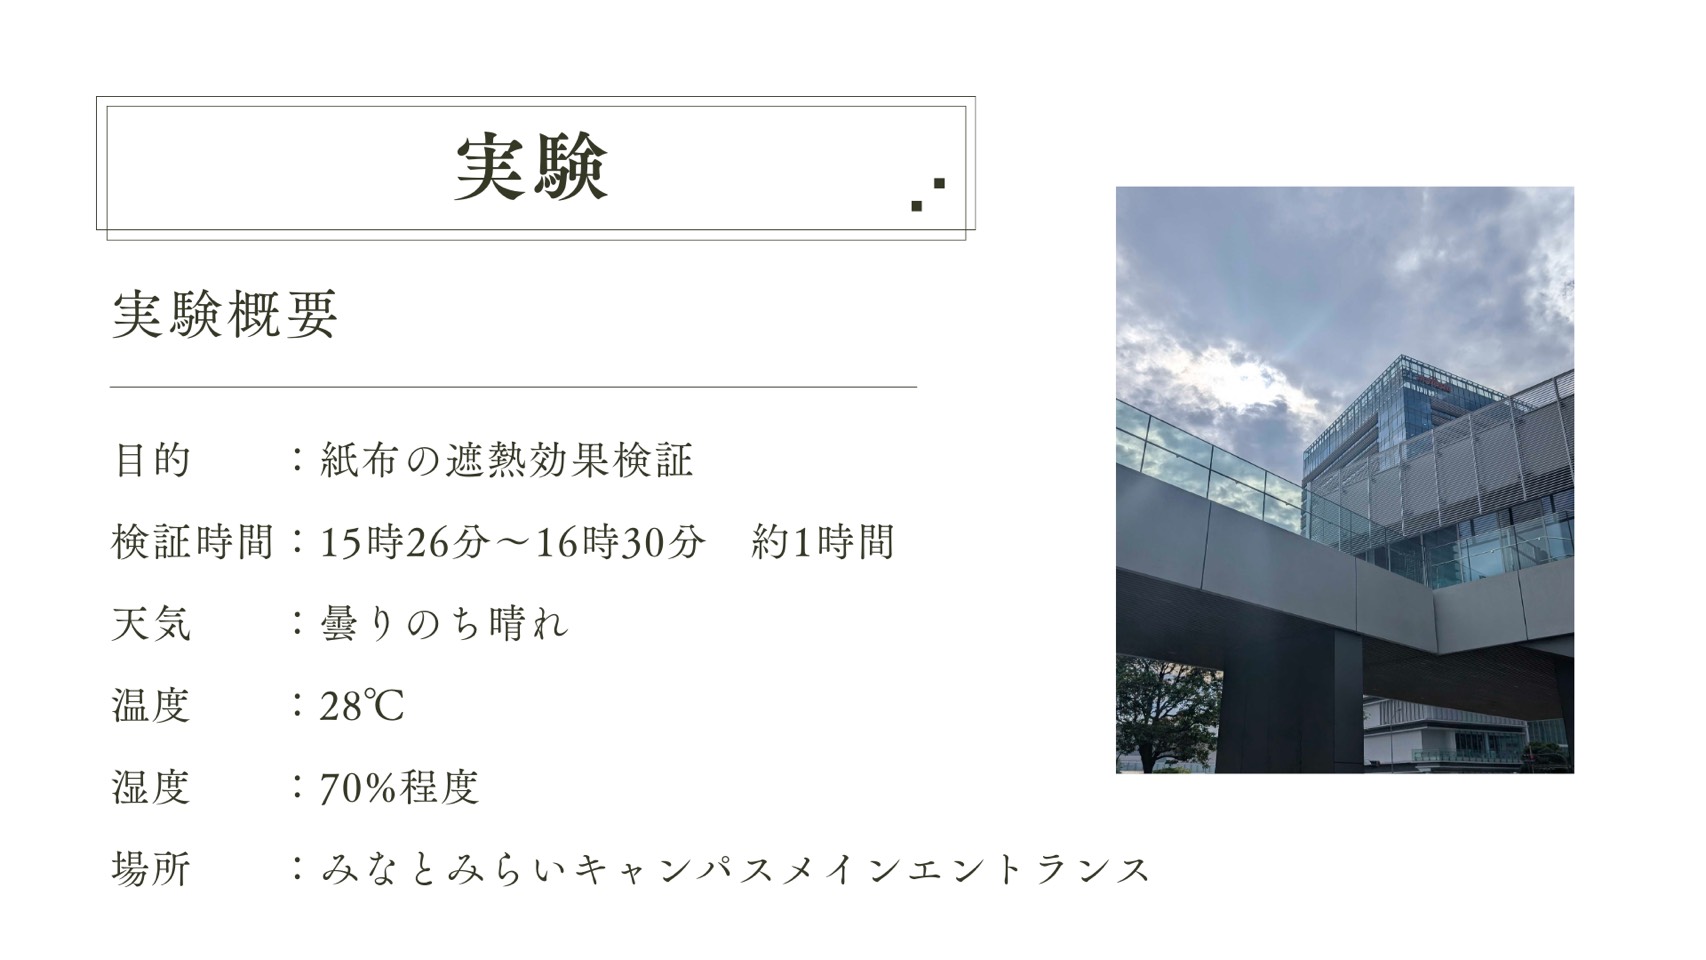 実験
実験概要
目的　　：紙布の遮熱効果検証
検証時間：15時26分～16時30分　約1時間
天気　　：曇りのち晴れ
温度　　：28℃
湿度　　：70%程度
場所　　：みなとみらいキャンパスメインエントランス